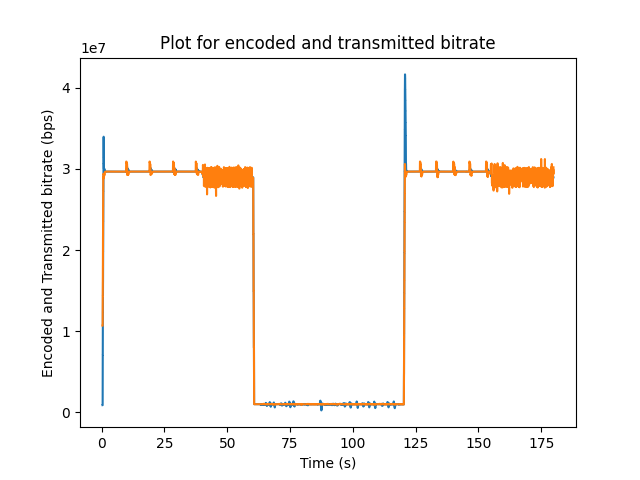 Plot for encoded and transmitted bitrate
1e7
4
3
2
1
0
Encoded and Transmitted bitrate (bps)
0 25 50 75 100 125 150 175
Time (s)